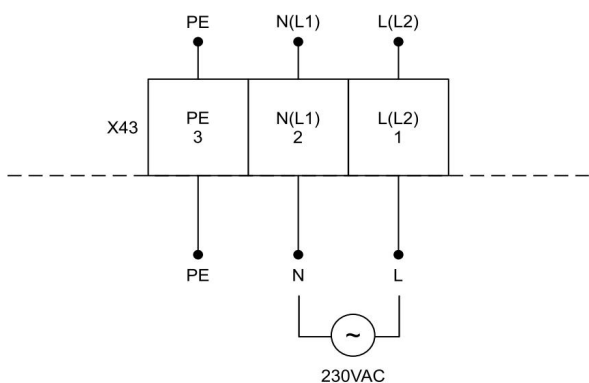 PE N(L1) L(L2)
X43
PE N(L1) L(L2)
3 2 1
PE N L
~
230VAC